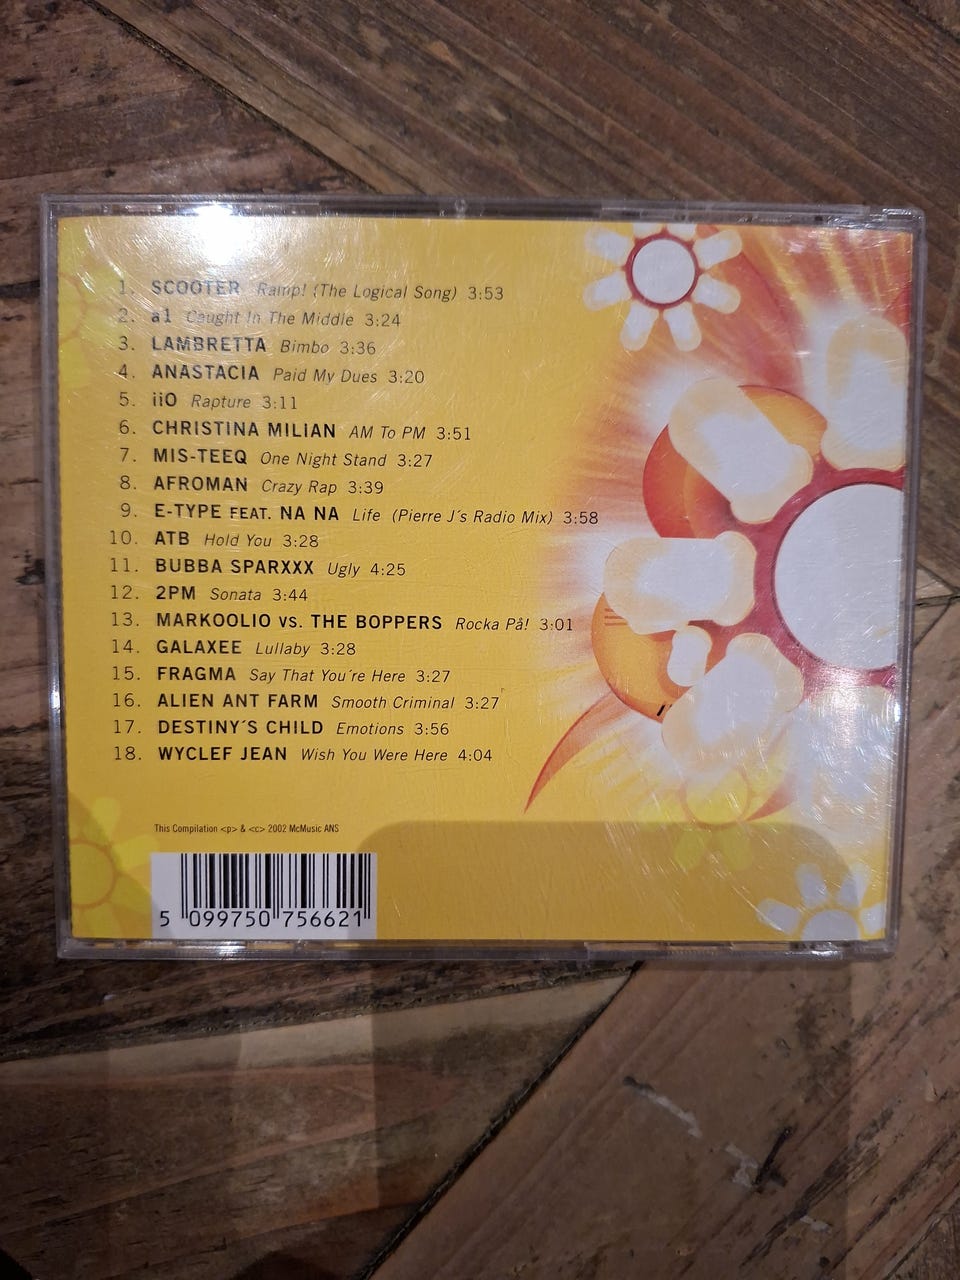 1. SCOOTER Ramp! (The Logical Song) 3:53
2. a1 Caught In The Middle 3:24
3. LAMBRETTA Bimbo 3:36
4. ANASTACIA Paid My Dues 3:20
5. iiO Rapture 3:11
6. CHRISTINA MILIAN AM To PM 3:51
7. MIS-TEEQ One Night Stand 3:27
8. AFROMAN Crazy Rap 3:39
9. E-TYPE FEAT. NA NA Life (Pierre J´s Radio Mix) 3:58
10. ATB Hold You 3:28
11. BUBBA SPARXXX Ugly 4:25
12. 2PM Sonata 3:44
13. MARKOOLIO vs. THE BOPPERS Rocka På! 3:01
14. GALAXEE Lullaby 3:28
15. FRAGMA Say That You´re Here 3:27
16. ALIEN ANT FARM Smooth Criminal 3:27
17. DESTINY´S CHILD Emotions 3:56
18. WYCLEF JEAN Wish You Were Here 4:04
This Compilation <p> & <c> 2002 McMusic ANS
5 099750 756621